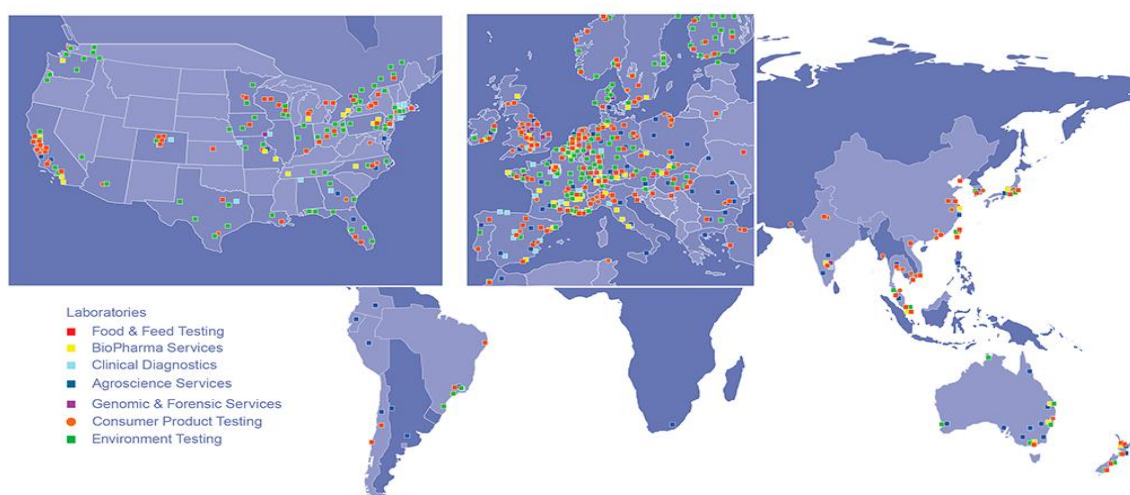 Laboratories
Food & Feed Testing
BioPharma Services
Clinical Diagnostics
Agroscience Services
Genomic & Forensic Services
Consumer Product Testing
Environment Testing